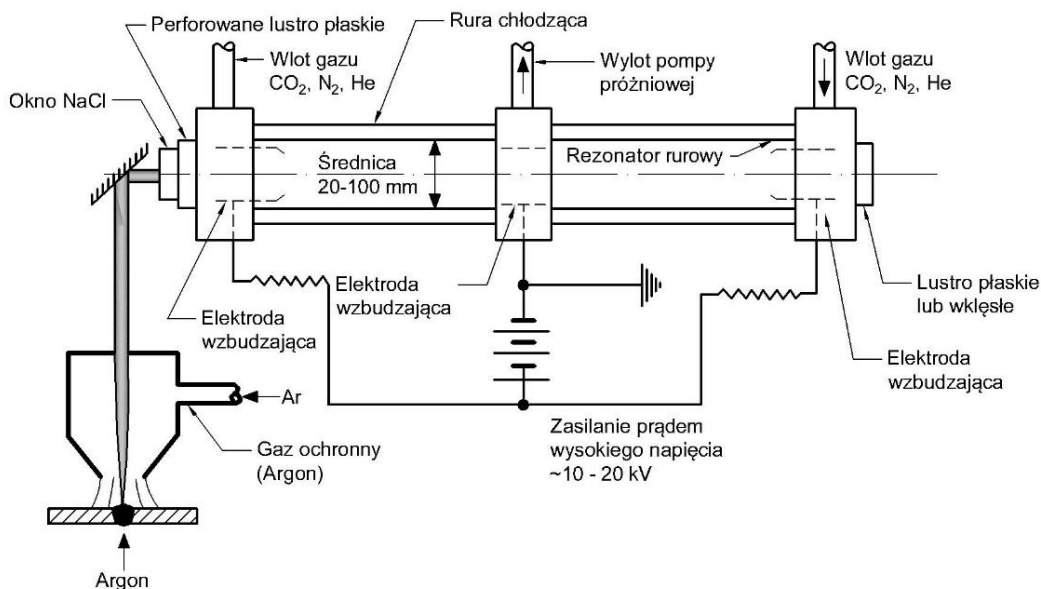 Perforowane lustro płaskie
Rura chłodząca
Wlot gazu
CO₂, N₂, He
Wylot pompy
próżniowej
Wlot gazu
CO₂, N₂, He
Okno NaCl
Średnica
20-100 mm
Rezonator rurowy
Elektroda
wzbudzająca
Elektroda
wzbudzająca
Lustro płaskie
lub wklęsłe
Elektroda
wzbudzająca
Ar
Gaz ochronny
(Argon)
Zasilanie prądem
wysokiego napięcia
~10 - 20 kV
Argon